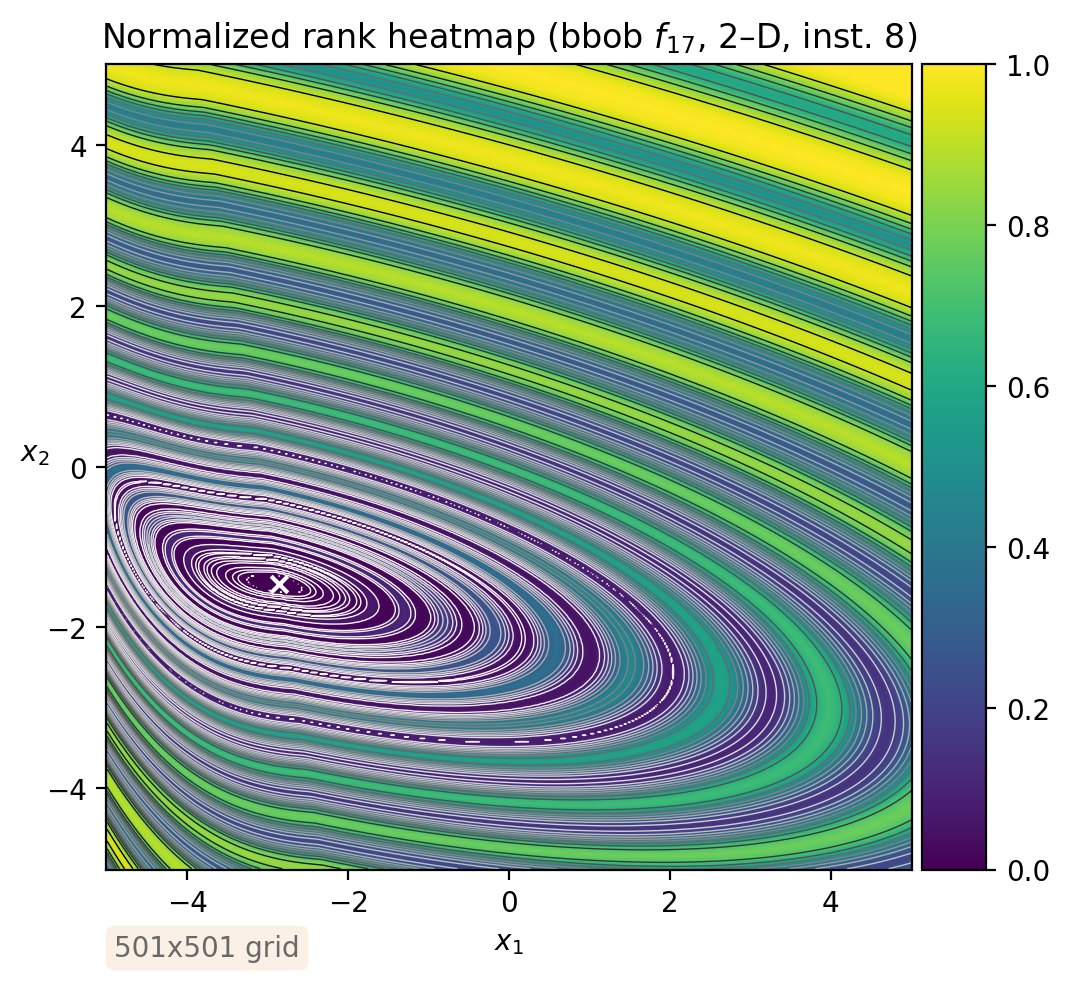 Normalized rank heatmap (bbob f₁₇, 2–D, inst. 8)
1.0
0.8
0.6
0.4
0.2
0.0
4
2
0
−2
−4
x₂
−4 −2 0 2 4
x₁
501x501 grid